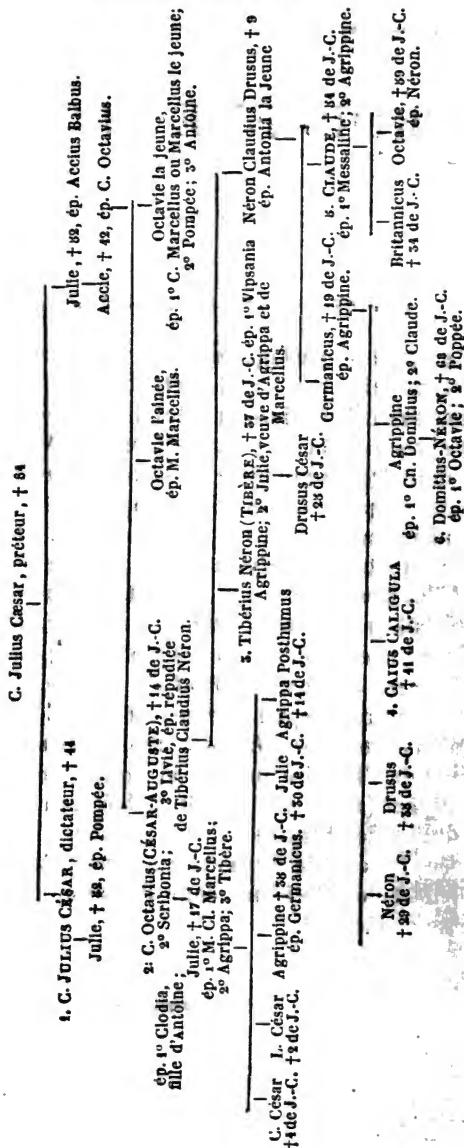 C. Julius Cæsar, préteur, † 84
1. C. JULIUS CÉSAR, dictateur, † 44
Julie, † 52, ép. Pompée.
Julie, † 52, ép. Accius Balbus.
Accie, † 42, ép. C. Octavius.
2: C. Octavius (CÉSAR-AUGUSTE), † 14 de J.-C.
ép. 1° Clodia,
fille d'Antoine;
2° Scribonia;
3° Livie, ép. répudiée
de Tibérius Claudius Néron.
Julie, † 17 de J.-C.
ép. 1° M. Cl. Marcellus;
2° Agrippa; 3° Tibère.
Octavie l'aînée,
ép. M. Marcellus.
Octavie la jeune,
ép. 1° C. Marcellus ou Marcellus le jeune;
2° Pompée; 3° Antoine.
3. Tibérius Néron (TIBÈRE), † 37 de J.-C. ép. 1° Vipsania
Agrippine; 2° Julie, veuve d'Agrippa et de
Marcellus.
Néron Claudius Drusus, † 9
ép. Antonia la Jeune
C. César
† 4 de J.-C.
L. César
† 2 de J.-C.
Agrippine † 38 de J.-C.
ép. Germanicus.
Julie
† 30 de J.-C.
Agrippa Posthumus
† 14 de J.-C.
Drusus César
† 23 de J.-C.
Germanicus, † 19 de J.-C.
ép. Agrippine.
5. CLAUDE, † 54 de J.-C.
ép. 1° Messaline; 2° Agrippine.
Néron
† 29 de J.-C.
Drusus
† 33 de J.-C.
4. CAIUS CALIGULA
† 41 de J.-C.
Agrippine
ép. 1° Cn. Domitius; 2° Claude.
6. Domitius-NÉRON, † 68 de J.-C.
ép. 1° Octavie; 2° Poppée.
Britannicus
† 54 de J. C.
Octavie, † 59 de J.-C.
ép. Néron.